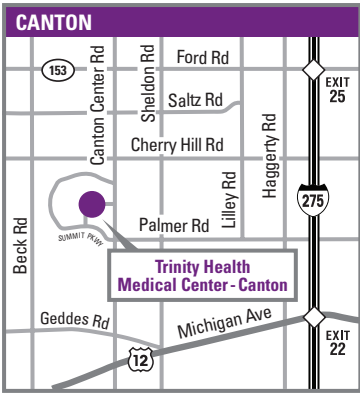 CANTON
Ford Rd
153
EXIT
25
Canton Center Rd
Sheldon Rd
Saltz Rd
Cherry Hill Rd
Haggerty Rd
Lilley Rd
275
Beck Rd
SUMMIT PKWY
Palmer Rd
Trinity Health
Medical Center - Canton
Geddes Rd
Michigan Ave
12
EXIT
22